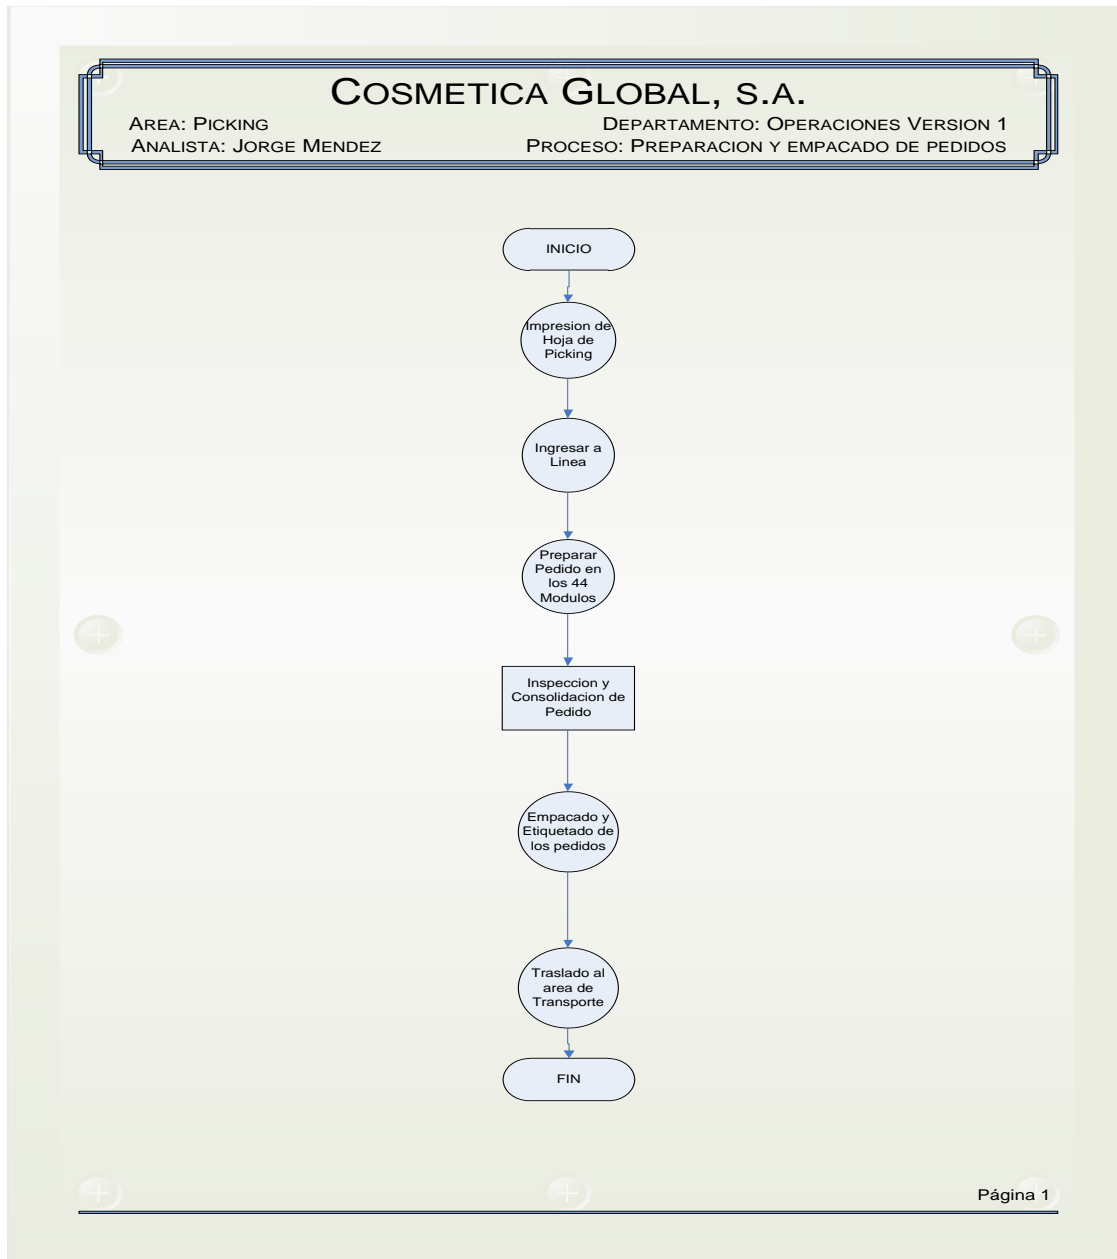 COSMETICA GLOBAL, S.A.
AREA: PICKING DEPARTAMENTO: OPERACIONES VERSION 1
ANALISTA: JORGE MENDEZ PROCESO: PREPARACION Y EMPACADO DE PEDIDOS
INICIO
Impresion de
Hoja de
Picking
Ingresar a
Linea
Preparar
Pedido en
los 44
Modulos
Inspeccion y
Consolidacion de
Pedido
Empacado y
Etiquetado de
los pedidos
Traslado al
area de
Transporte
FIN
Página 1